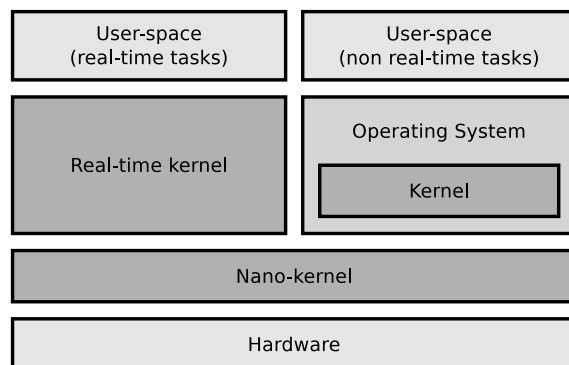 User-space
(real-time tasks)
User-space
(non real-time tasks)
Real-time kernel
Operating System
Kernel
Nano-kernel
Hardware